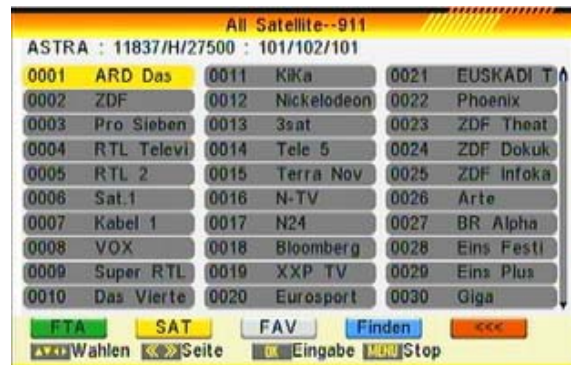 All Satellite--911
ASTRA : 11837/H/27500 : 101/102/101
0001 ARD Das 0011 KiKa 0021 EUSKADI T
0002 ZDF 0012 Nickelodeon 0022 Phoenix
0003 Pro Sieben 0013 3sat 0023 ZDF Theat
0004 RTL Televi 0014 Tele 5 0024 ZDF Dokuk
0005 RTL 2 0015 Terra Nov 0025 ZDF Infoka
0006 Sat.1 0016 N-TV 0026 Arte
0007 Kabel 1 0017 N24 0027 BR Alpha
0008 VOX 0018 Bloomberg 0028 Eins Festi
0009 Super RTL 0019 XXP TV 0029 Eins Plus
0010 Das Vierte 0020 Eurosport 0030 Giga
FTA SAT FAV Finden <<<
Wahlen Seite OK Eingabe MENU Stop